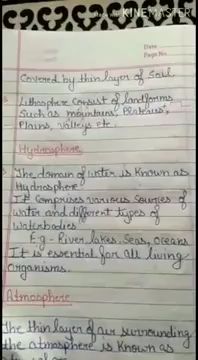 Made with
KINEMASTER
Date
Page No.
Covered by thin layer of Soil.
Lithosphere consist of landforms
Such as mountains, Plateaus,
Plains, valleys etc.
Hydrosphere
The domain of water is known as
Hydrosphere
It comprises various Sources of
water and different types of
waterbodies
E.g - River, lakes, Seas, Oceans
It is essential for all living
organisms.
Atmosphere
The thin layer of air surrounding
the atmosphere is known as